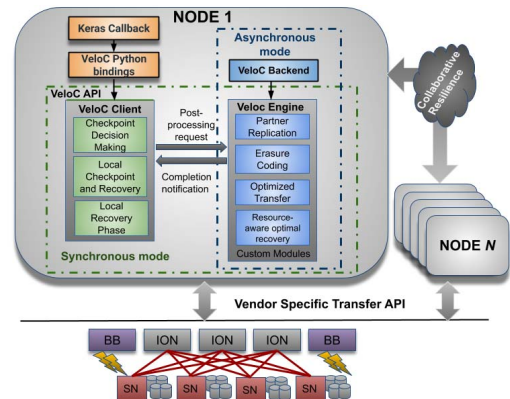 NODE 1
Keras Callback
VeloC Python
bindings
Asynchronous
mode
VeloC Backend
VeloC API
VeloC Client
Checkpoint
Decision
Making
Local
Checkpoint
and Recovery
Local
Recovery
Phase
Synchronous mode
Post-
processing
request
Completion
notification
Veloc Engine
Partner
Replication
Erasure
Coding
Optimized
Transfer
Resource-
aware optimal
recovery
Custom Modules
Collaborative
Resilience
NODE N
Vendor Specific Transfer API
BB
ION
ION
ION
BB
SN
SN
SN
SN